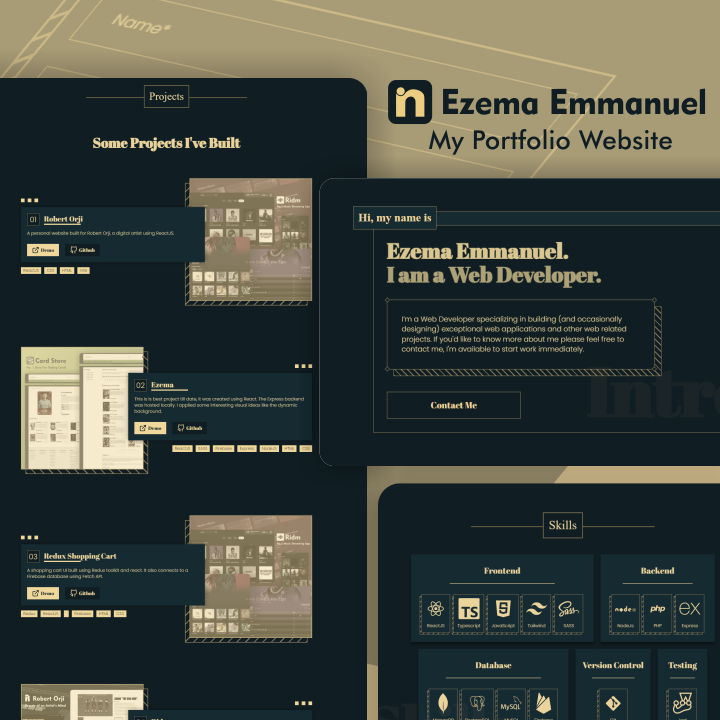 Name*
Ezema Emmanuel
My Portfolio Website
Projects
Some Projects I've Built
01 Robert Orji
A personal website built for Robert Orji, a digital artist using ReactJS.
Demo Github
ReactJS CSS HTML
Ridm
Card Store
02 Ezema
This is is best project till date, it was created using React. The Express backend
was hosted locally. I applied some interesting visual ideas like the dynamic
background.
Demo Github
ReactJS SASS Firebase Express Node.js HTML CSS
03 Redux Shopping Cart
A shopping cart UI built using Redux toolkit and react. It also connects to a
Firebase database using Fetch API.
Demo Github
Redux ReactJS Firebase HTML CSS
Ridm
Robert Orji
Hi, my name is
Ezema Emmanuel.
I am a Web Developer.
I'm a Web Developer specializing in building (and occasionally
designing) exceptional web applications and other web related
projects. If you'd like to know more about me please feel free to
contact me, I'm available to start work immediately.
Intr
Contact Me
Skills
Frontend
ReactJS
TS Typescript
JavaScript
Tailwind
Sass SASS
Backend
node Node.js
php PHP
ex Express
Database
MySQL
Version Control
Testing